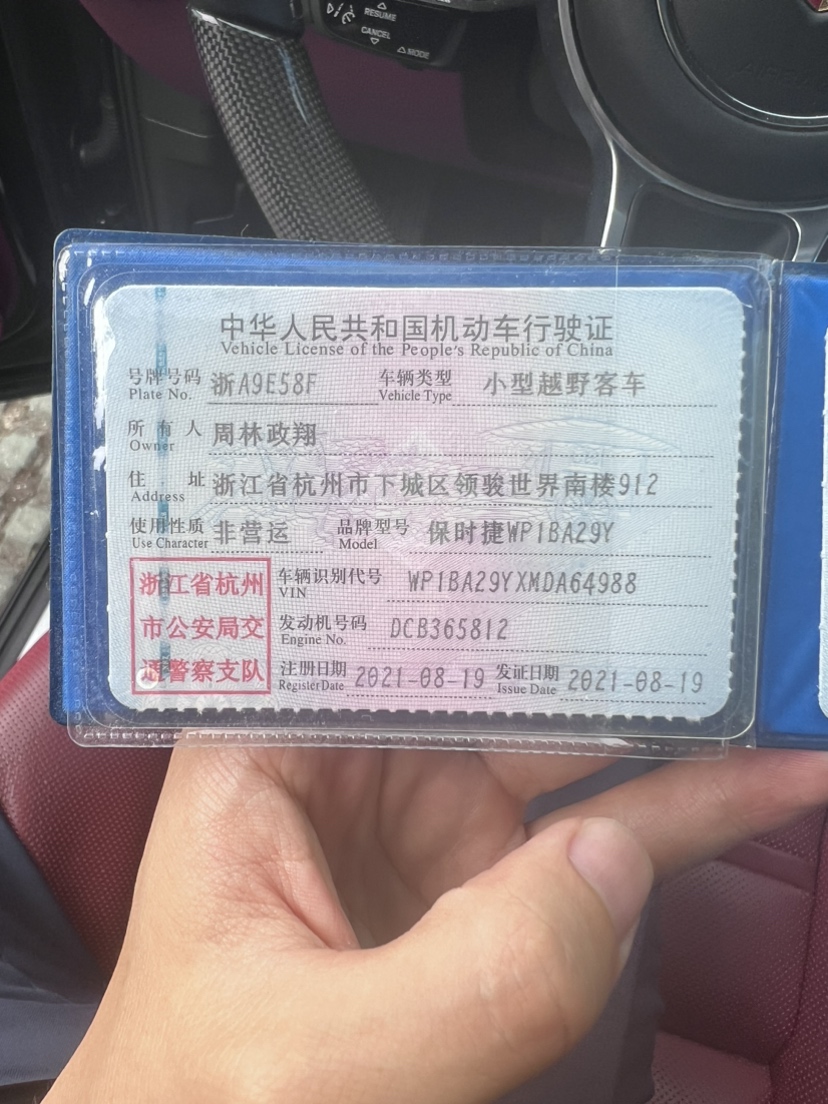 RESUME
CANCEL
MODE
中华人民共和国机动车行驶证
Vehicle License of the People's Republic of China
号牌号码 浙A9E58F 车辆类型 小型越野客车
Plate No. Vehicle Type
所有人 周林政翔
Owner
住址 浙江省杭州市下城区领骏世界南楼912
Address
使用性质 非营运 品牌型号 保时捷WP1BA29Y
Use Character Model
浙江省杭州
市公安局交
通警察支队
车辆识别代号 WP1BA29YXMDA64988
VIN
发动机号码 DCB365812
Engine No.
注册日期 2021-08-19 发证日期 2021-08-19
Register Date Issue Date